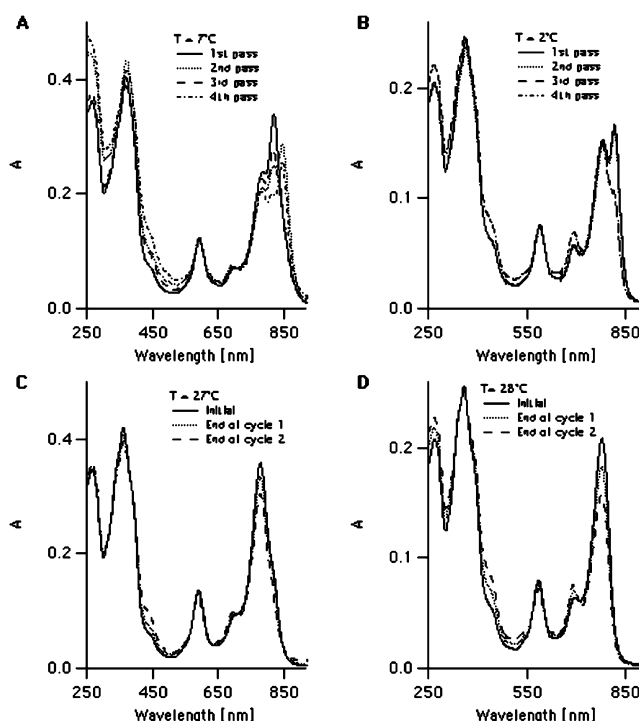 A
T = 7°C
1st pass
2nd pass
3rd pass
4th pass
0.4
0.2
0.0
A
250 450 650 850
Wavelength [nm]
B
T = 2°C
1st pass
2nd pass
3rd pass
4th pass
0.2
0.1
0.0
A
250 550 850
Wavelength [nm]
C
T = 27°C
Initial
End of cycle 1
End of cycle 2
0.4
0.2
0.0
A
250 450 650 850
Wavelength [nm]
D
T= 28°C
Initial
End of cycle 1
End of cycle 2
0.2
0.1
0.0
A
250 550 850
Wavelength [nm]